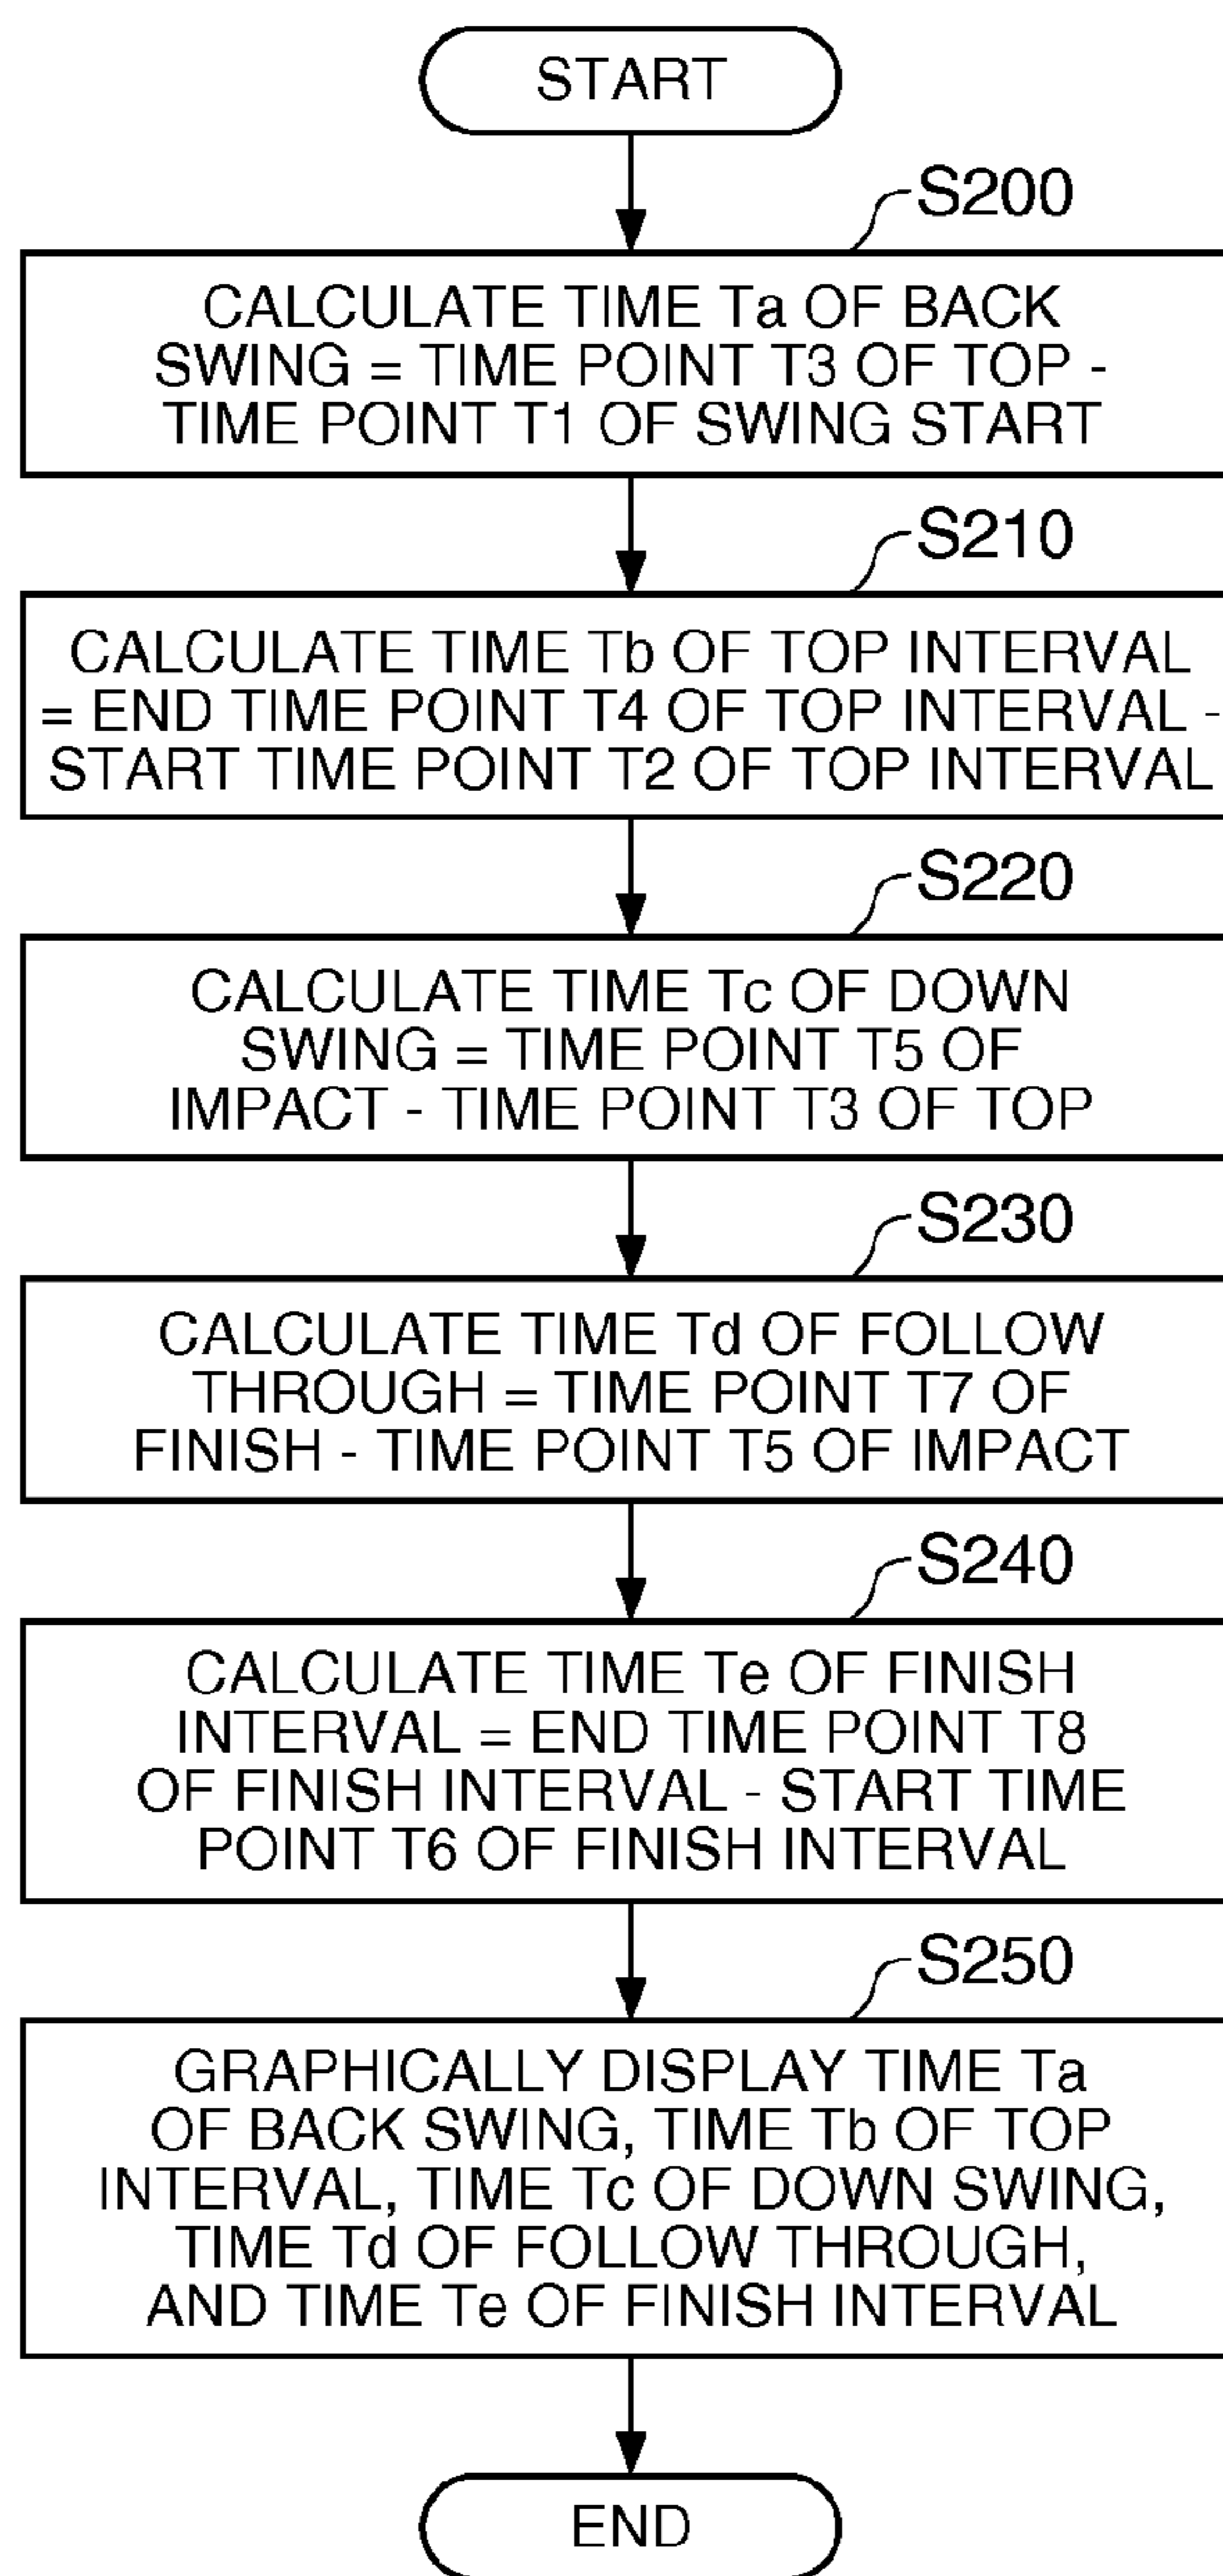 START
S200
CALCULATE TIME Ta OF BACK
SWING = TIME POINT T3 OF TOP -
TIME POINT T1 OF SWING START
S210
CALCULATE TIME Tb OF TOP INTERVAL
= END TIME POINT T4 OF TOP INTERVAL -
START TIME POINT T2 OF TOP INTERVAL
S220
CALCULATE TIME Tc OF DOWN
SWING = TIME POINT T5 OF
IMPACT - TIME POINT T3 OF TOP
S230
CALCULATE TIME Td OF FOLLOW
THROUGH = TIME POINT T7 OF
FINISH - TIME POINT T5 OF IMPACT
S240
CALCULATE TIME Te OF FINISH
INTERVAL = END TIME POINT T8
OF FINISH INTERVAL - START TIME
POINT T6 OF FINISH INTERVAL
S250
GRAPHICALLY DISPLAY TIME Ta
OF BACK SWING, TIME Tb OF TOP
INTERVAL, TIME Tc OF DOWN SWING,
TIME Td OF FOLLOW THROUGH,
AND TIME Te OF FINISH INTERVAL
END